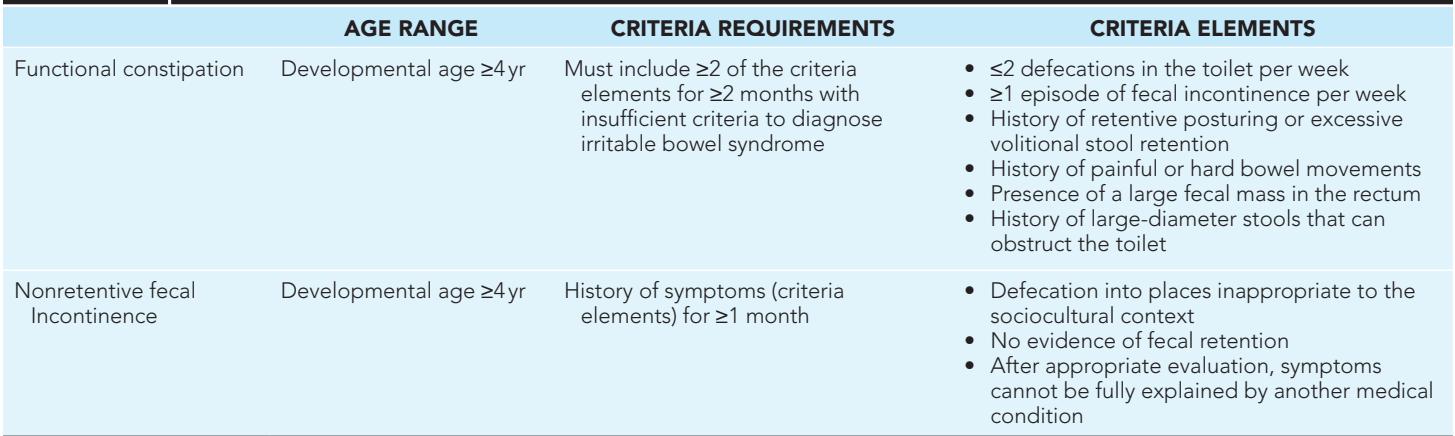 AGE RANGE CRITERIA REQUIREMENTS CRITERIA ELEMENTS
Functional constipation
Developmental age ≥4 yr
Must include ≥2 of the criteria
elements for ≥2 months with
insufficient criteria to diagnose
irritable bowel syndrome
• ≤2 defecations in the toilet per week
• ≥1 episode of fecal incontinence per week
• History of retentive posturing or excessive
volitional stool retention
• History of painful or hard bowel movements
• Presence of a large fecal mass in the rectum
• History of large-diameter stools that can
obstruct the toilet
Nonretentive fecal
Incontinence
Developmental age ≥4 yr
History of symptoms (criteria
elements) for ≥1 month
• Defecation into places inappropriate to the
sociocultural context
• No evidence of fecal retention
• After appropriate evaluation, symptoms
cannot be fully explained by another medical
condition